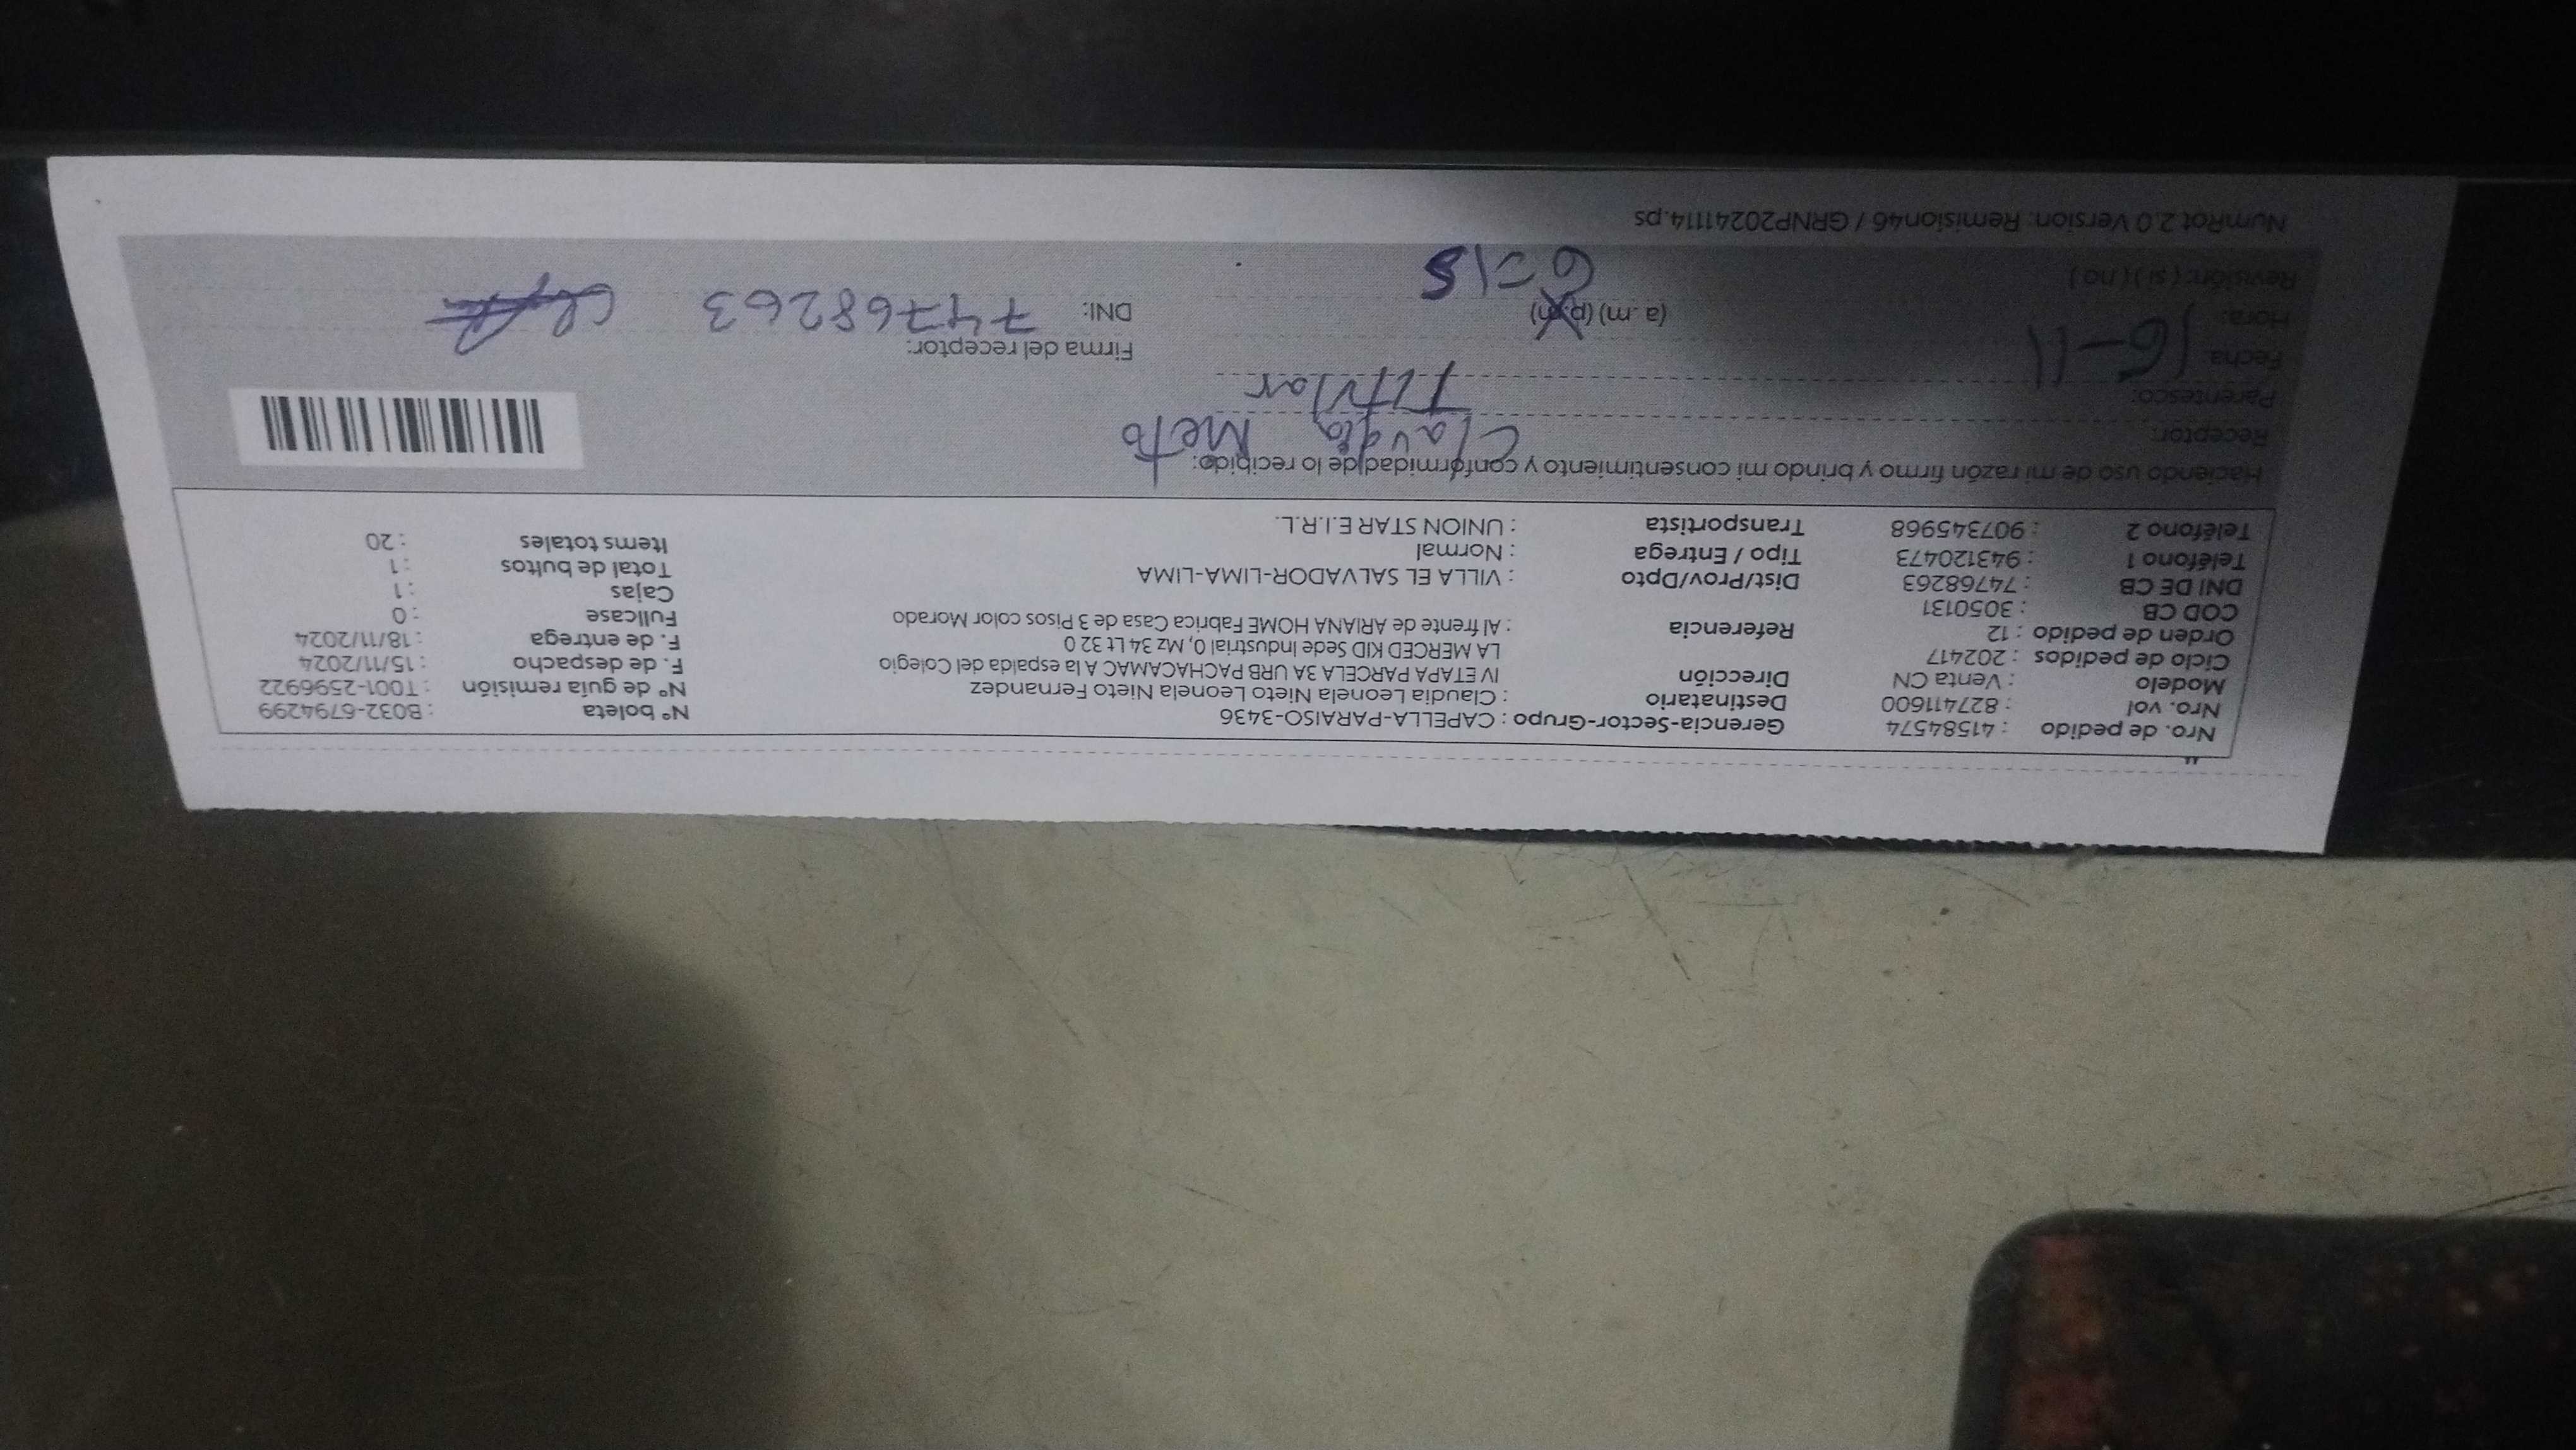 Nro. de pedido : 41584574 Gerencia-Sector-Grupo : CAPELLA-PARAISO-3436 N° boleta : B032-6794299
Nro. vol : 827411600 Destinatario : Claudia Leonela Nieto Leonela Nieto Fernandez N° de guía remisión : T001-2596922
Modelo : Venta CN Dirección IV ETAPA PARCELA 3A URB PACHACAMAC A la espalda del Colegio F. de despacho : 15/11/2024
Ciclo de pedidos : 202417 LA MERCED KID Sede Industrial 0, Mz 34 Lt 32 0 F. de entrega : 18/11/2024
Orden de pedido : 12 Referencia : Al frente de ARIANA HOME Fabrica Casa de 3 Pisos color Morado Fullcase : 0
COD CB : 3050131 Cajas : 1
DNI DE CB : 74768263 Dist/Prov/Dpto : VILLA EL SALVADOR-LIMA-LIMA Total de bultos : 1
Teléfono 1 : 943120473 Tipo / Entrega : Normal Items totales : 20
Teléfono 2 : 907345968 Transportista : UNION STAR E.I.R.L.
Haciendo uso de mi razón firmo y brindo mi consentimiento y conformidad de lo recibido:
Receptor: Claudia Nieto
Parentesco: Titular
Fecha: 16-11 Firma del receptor:
Hora: (a.m) (p.m) 6=15 DNI: 74768263
Revisión: ( si ) ( no )
NumRot 2.0 Version: Remision46 / GRNP20241114.ps